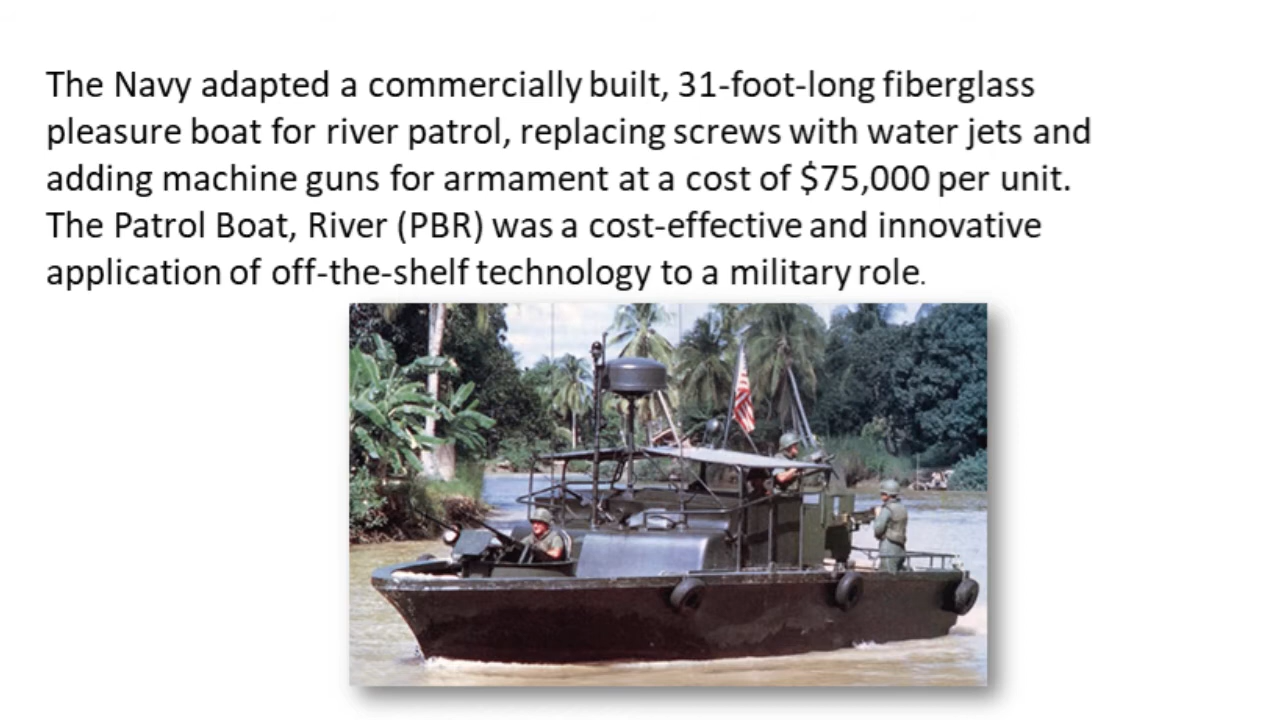 The Navy adapted a commercially built, 31-foot-long fiberglass
pleasure boat for river patrol, replacing screws with water jets and
adding machine guns for armament at a cost of $75,000 per unit.
The Patrol Boat, River (PBR) was a cost-effective and innovative
application of off-the-shelf technology to a military role.